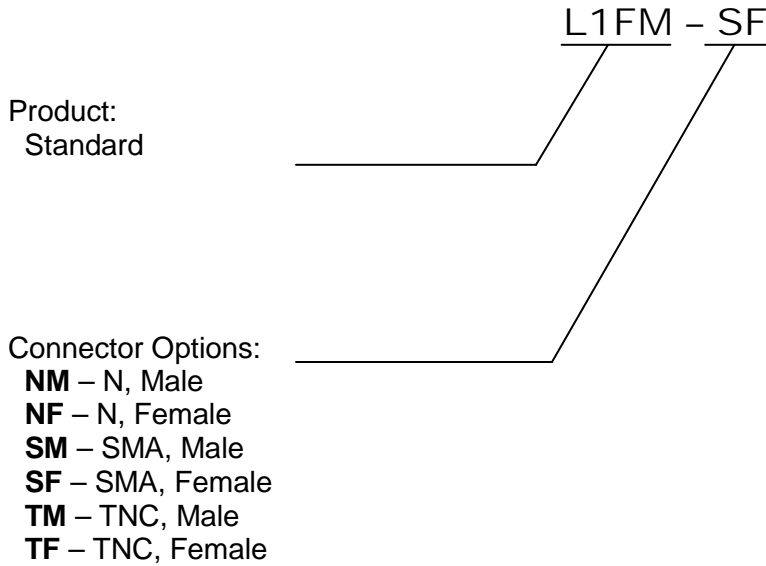 L1FM – SF
Product:
Standard
Connector Options:
NM – N, Male
NF – N, Female
SM – SMA, Male
SF – SMA, Female
TM – TNC, Male
TF – TNC, Female